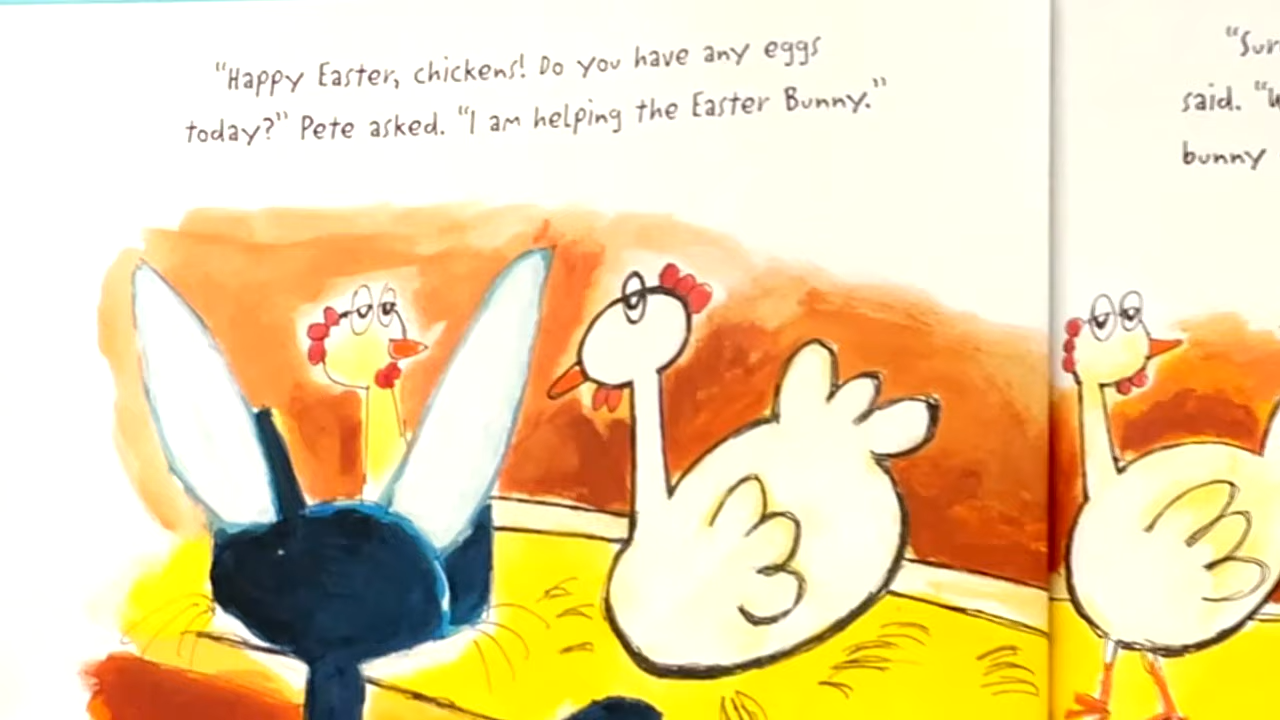 "Happy Easter, chickens! Do you have any eggs
today?" Pete asked. "I am helping the Easter Bunny."
said.
bunny